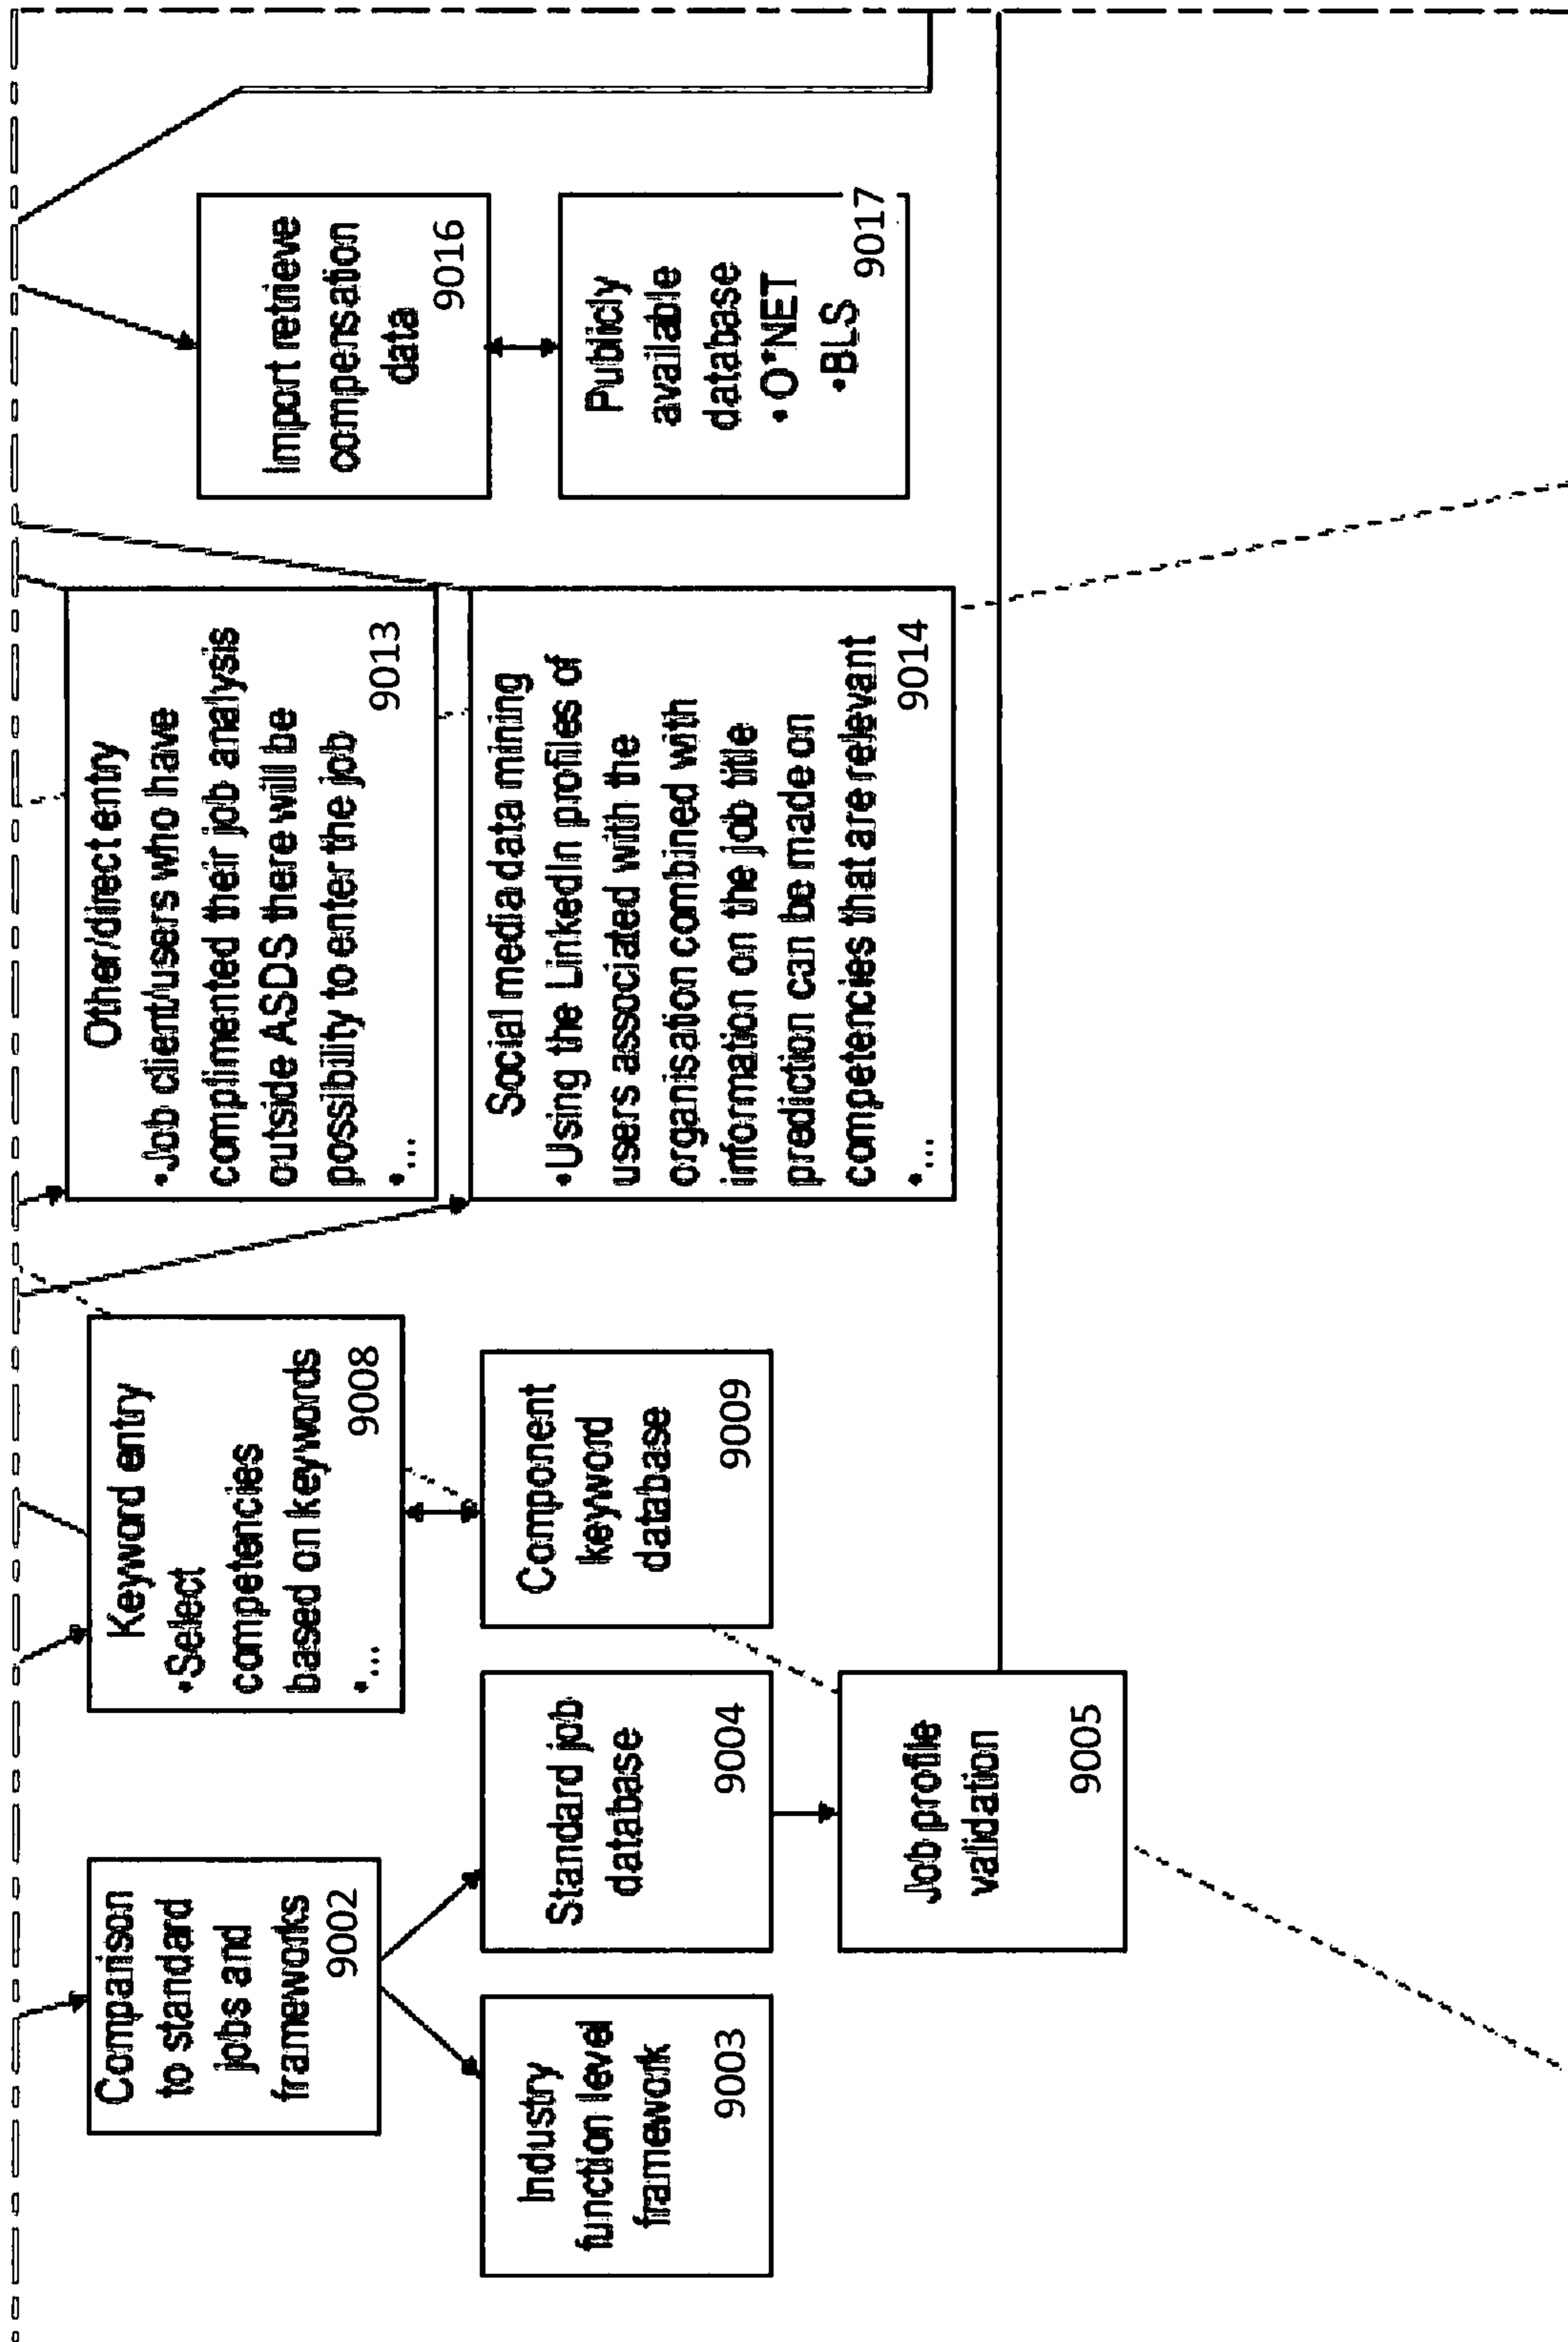 Comparison
to standard
jobs and
frameworks
9002
Industry
function level
framework
9003
Standard job
database
9004
Job profile
validation
9005
Keyword entry
•Select
competencies
based on keywords
•...
9008
Component
keyword
database
9009
Other/direct entry
•Job client/users who have
complimented their job analysis
outside ASDS there will be
possibility to enter the job
•...
9013
Social media data mining
•Using the LinkedIn profiles of
users associated with the
organisation combined with
information on the job title
prediction can be made on
competencies that are relevant
•...
9014
Import retrieve
compensation
data
9016
Publicly
available
database
•O*NET
•BLS
9017